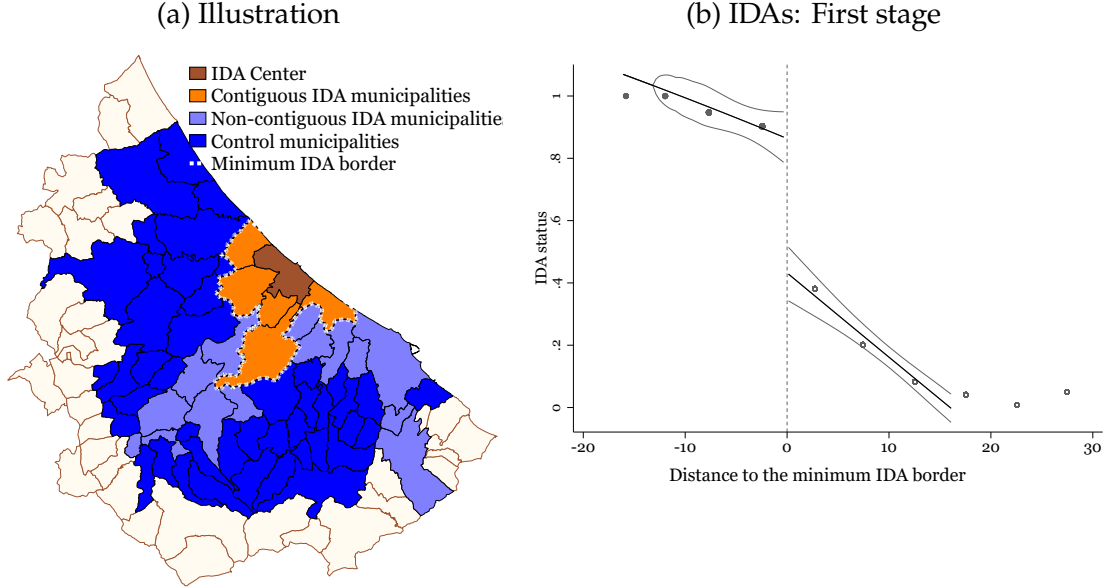 (a) Illustration
IDA Center
Contiguous IDA municipalities
Non-contiguous IDA municipalitie
Control municipalities
Minimum IDA border
(b) IDAs: First stage
IDA status
1
.8
.6
.4
.2
0
-20 -10 0 10 20 30
Distance to the minimum IDA border